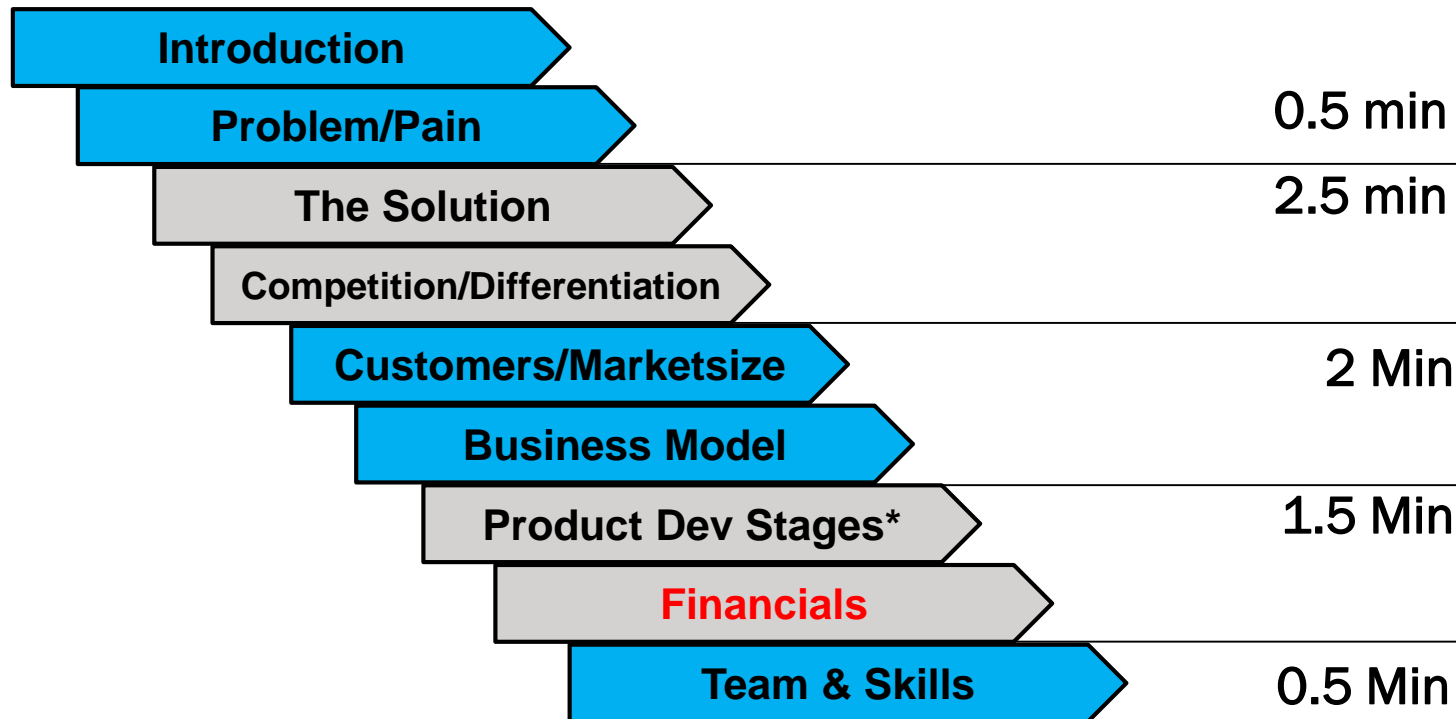 Introduction
Problem/Pain
0.5 min
The Solution
2.5 min
Competition/Differentiation
Customers/Marketsize
2 Min
Business Model
Product Dev Stages*
1.5 Min
Financials
Team & Skills
0.5 Min